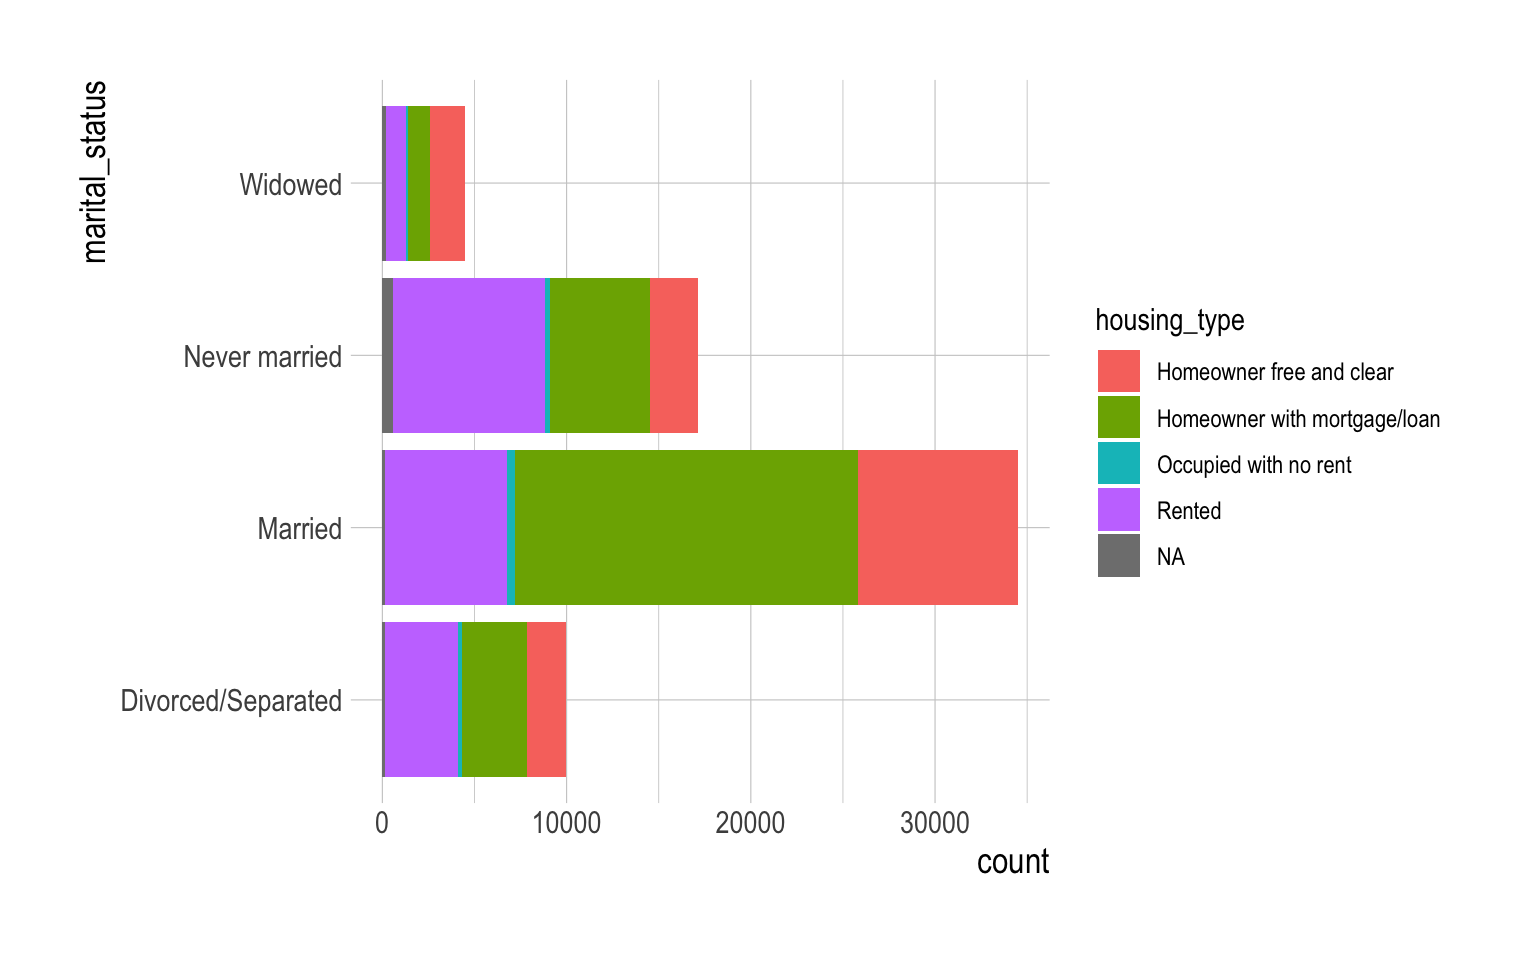 marital_status
Widowed
Never married
Married
Divorced/Separated
0 10000 20000 30000
count
housing_type
Homeowner free and clear
Homeowner with mortgage/loan
Occupied with no rent
Rented
NA